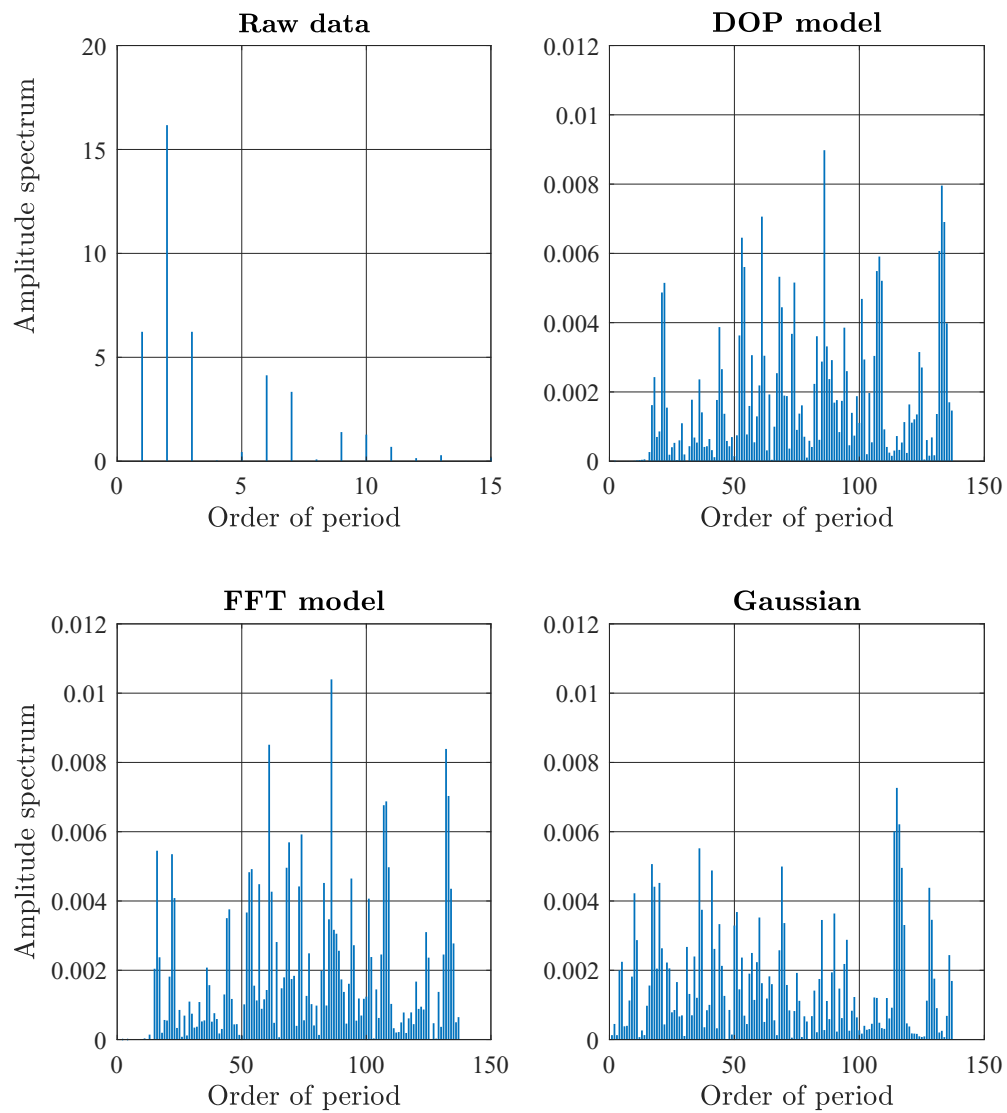 Raw data
DOP model
Amplitude spectrum
20
15
10
5
0
0 5 10 15
Order of period
0.012
0.01
0.008
0.006
0.004
0.002
0
0 50 100 150
Order of period
FFT model
Gaussian
Amplitude spectrum
0.012
0.01
0.008
0.006
0.004
0.002
0
0 50 100 150
Order of period
0.012
0.01
0.008
0.006
0.004
0.002
0
0 50 100 150
Order of period